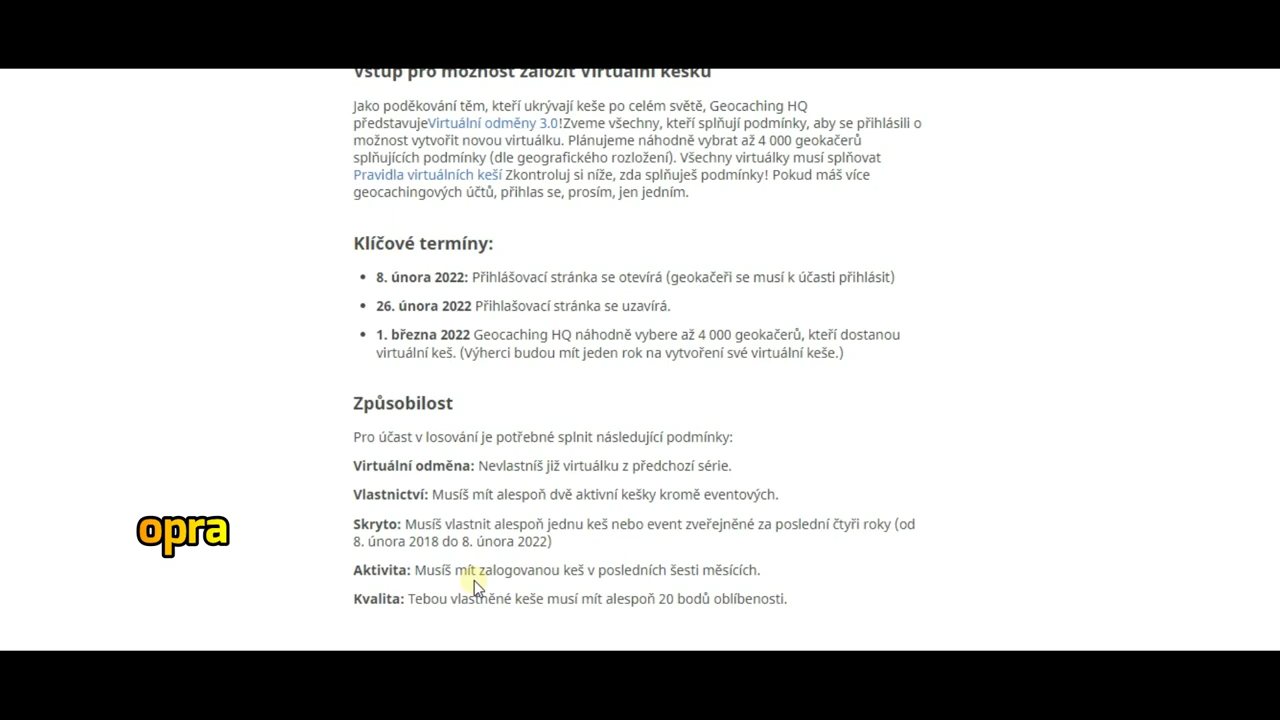 Vstup pro možnost založit Virtuální kešku
Jako poděkování těm, kteří ukrývají keše po celém světě, Geocaching HQ
představujeVirtuální odměny 3.0!Zveme všechny, kteří splňují podmínky, aby se přihlásili o
možnost vytvořit novou virtuálku. Plánujeme náhodně vybrat až 4 000 geokačerů
splňujících podmínky (dle geografického rozložení). Všechny virtuálky musí splňovat
Pravidla virtuálních keší Zkontroluj si níže, zda splňuješ podmínky! Pokud máš více
geocachingových účtů, přihlas se, prosím, jen jedním.
Klíčové termíny:
• 8. února 2022: Přihlášovací stránka se otevírá (geokačeři se musí k účasti přihlásit)
• 26. února 2022 Přihlašovací stránka se uzavírá.
• 1. března 2022 Geocaching HQ náhodně vybere až 4 000 geokačerů, kteří dostanou
virtuální keš. (Výherci budou mít jeden rok na vytvoření své virtuální keše.)
Způsobilost
Pro účast v losování je potřebné splnit následující podmínky:
Virtuální odměna: Nevlastníš již virtuálku z předchozí série.
Vlastnictví: Musíš mít alespoň dvě aktivní kešky kromě eventových.
Skryto: Musíš vlastnit alespoň jednu keš nebo event zveřejněné za poslední čtyři roky (od
8. února 2018 do 8. února 2022)
opra
Aktivita: Musíš mít zalogovanou keš v posledních šesti měsících.
Kvalita: Tebou vlastněné keše musí mít alespoň 20 bodů oblíbenosti.